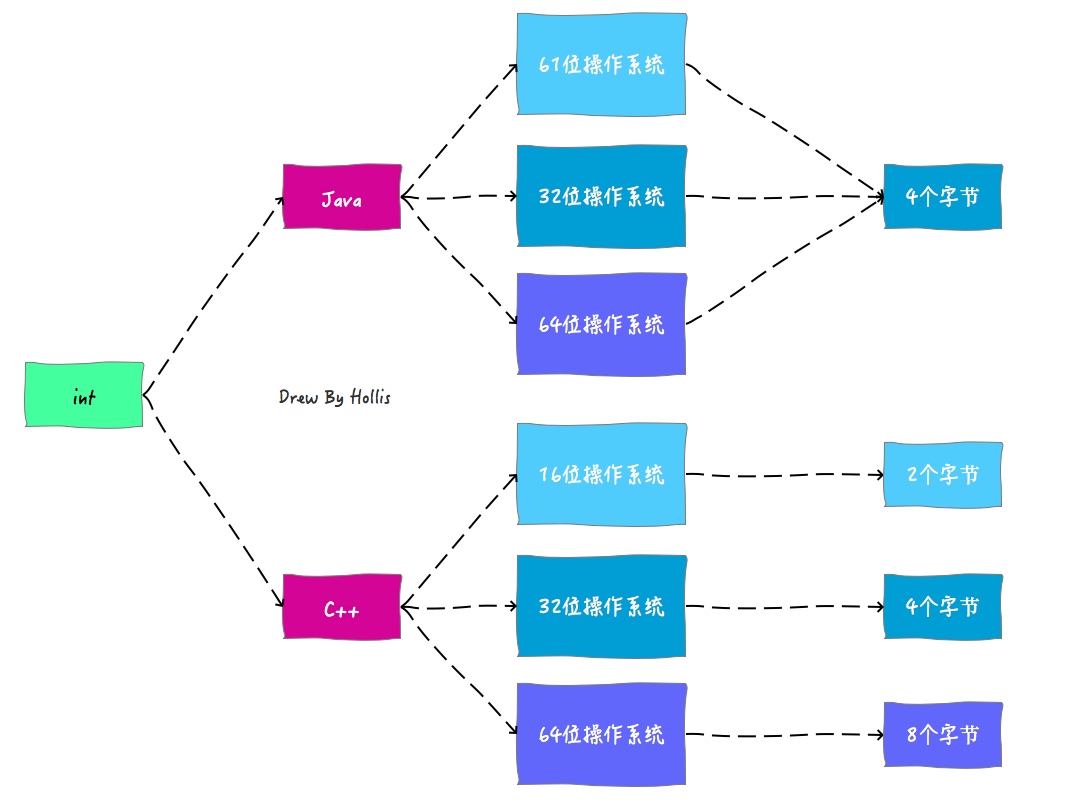 67位操作系统
Java
32位操作系统
4个字节
64位操作系统
int
Drew By Hollis
16位操作系统
2个字节
C++
32位操作系统
4个字节
64位操作系统
8个字节